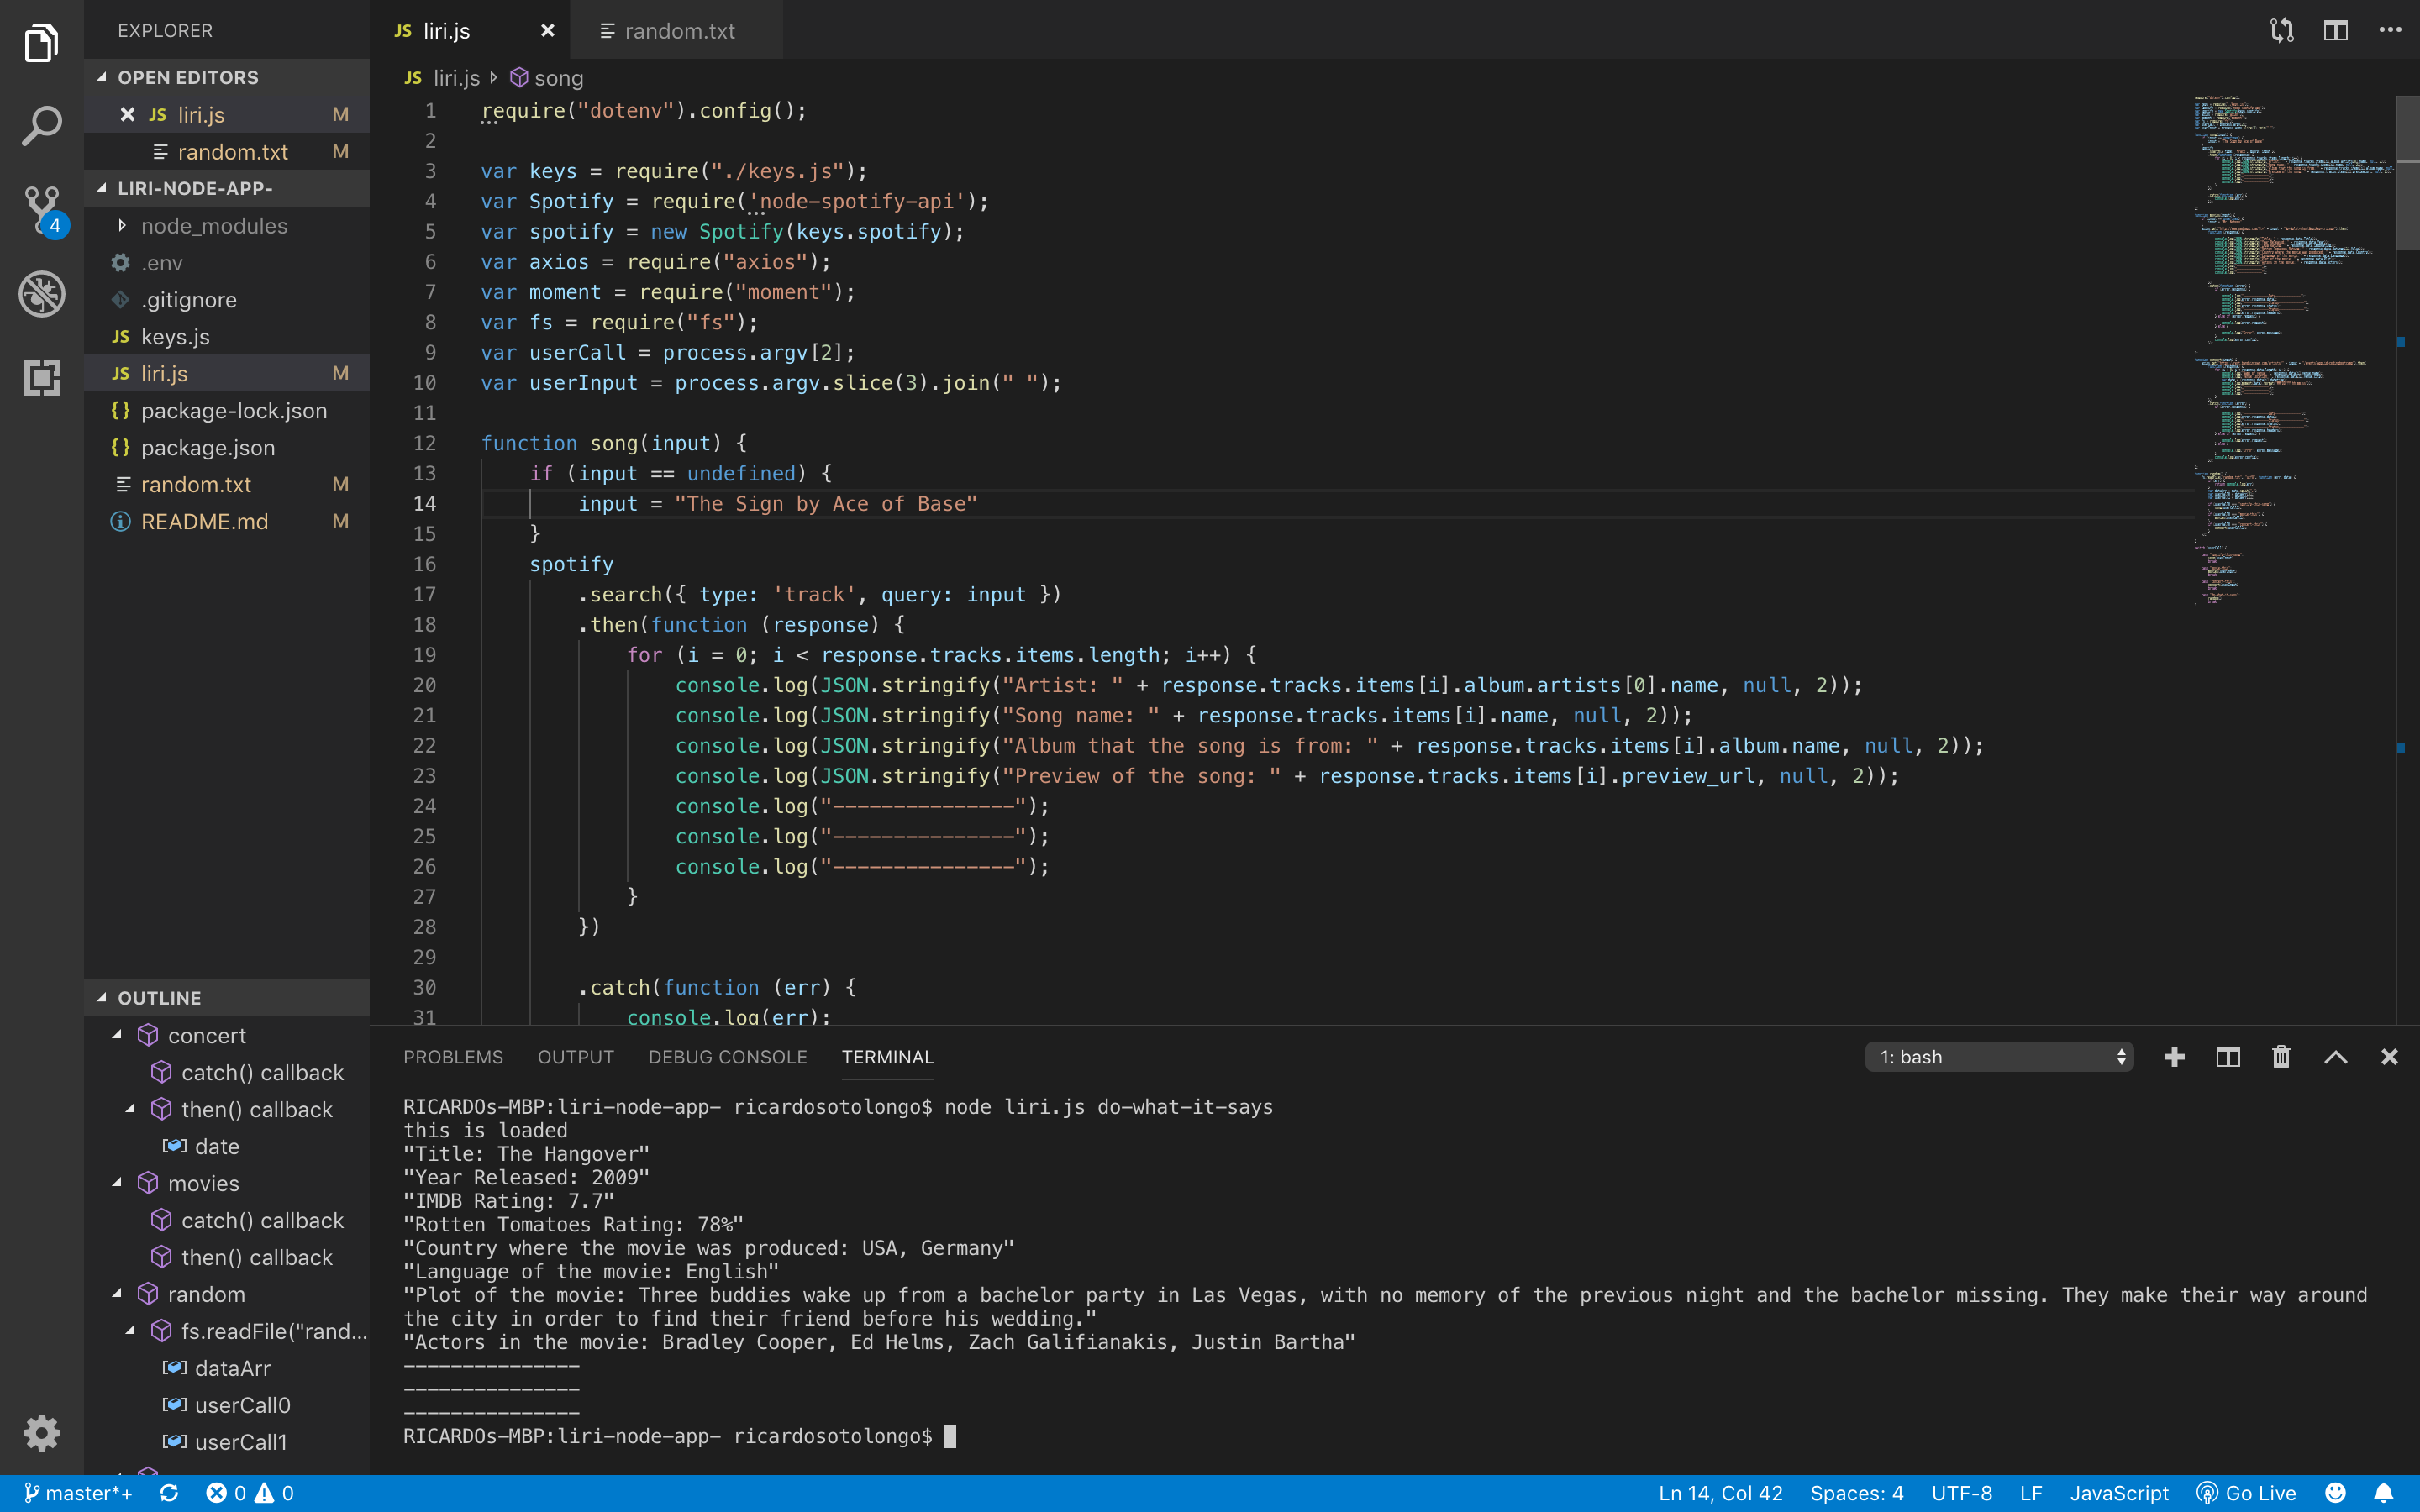 EXPLORER
OPEN EDITORS
JS liri.js M
random.txt M
LIRI-NODE-APP-
node_modules
.env
.gitignore
JS keys.js
JS liri.js M
{} package-lock.json
{} package.json
random.txt M
README.md M
4
OUTLINE
concert
catch() callback
then() callback
date
movies
catch() callback
then() callback
random
fs.readFile("rand...
dataArr
userCall0
userCall1
JS liri.js
random.txt
JS liri.js song
1 require("dotenv").config();
2
3 var keys = require("./keys.js");
4 var Spotify = require('node-spotify-api');
5 var spotify = new Spotify(keys.spotify);
6 var axios = require("axios");
7 var moment = require("moment");
8 var fs = require("fs");
9 var userCall = process.argv[2];
10 var userInput = process.argv.slice(3).join(" ");
11
12 function song(input) {
13 if (input == undefined) {
14 input = "The Sign by Ace of Base"
15 }
16 spotify
17 .search({ type: 'track', query: input })
18 .then(function (response) {
19 for (i = 0; i < response.tracks.items.length; i++) {
20 console.log(JSON.stringify("Artist: " + response.tracks.items[i].album.artists[0].name, null, 2));
21 console.log(JSON.stringify("Song name: " + response.tracks.items[i].name, null, 2));
22 console.log(JSON.stringify("Album that the song is from: " + response.tracks.items[i].album.name, null, 2));
23 console.log(JSON.stringify("Preview of the song: " + response.tracks.items[i].preview_url, null, 2));
24 console.log("---------------");
25 console.log("---------------");
26 console.log("---------------");
27 }
28 })
29
30 .catch(function (err) {
31 console.log(err);
PROBLEMS OUTPUT DEBUG CONSOLE TERMINAL 1: bash
RICARDOs-MBP:liri-node-app- ricardosotolongo$ node liri.js do-what-it-says
this is loaded
"Title: The Hangover"
"Year Released: 2009"
"IMDB Rating: 7.7"
"Rotten Tomatoes Rating: 78%"
"Country where the movie was produced: USA, Germany"
"Language of the movie: English"
"Plot of the movie: Three buddies wake up from a bachelor party in Las Vegas, with no memory of the previous night and the bachelor missing. They make their way around
the city in order to find their friend before his wedding."
"Actors in the movie: Bradley Cooper, Ed Helms, Zach Galifianakis, Justin Bartha"
---------------
---------------
---------------
RICARDOs-MBP:liri-node-app- ricardosotolongo$
master*+ 0 0 Ln 14, Col 42 Spaces: 4 UTF-8 LF JavaScript Go Live